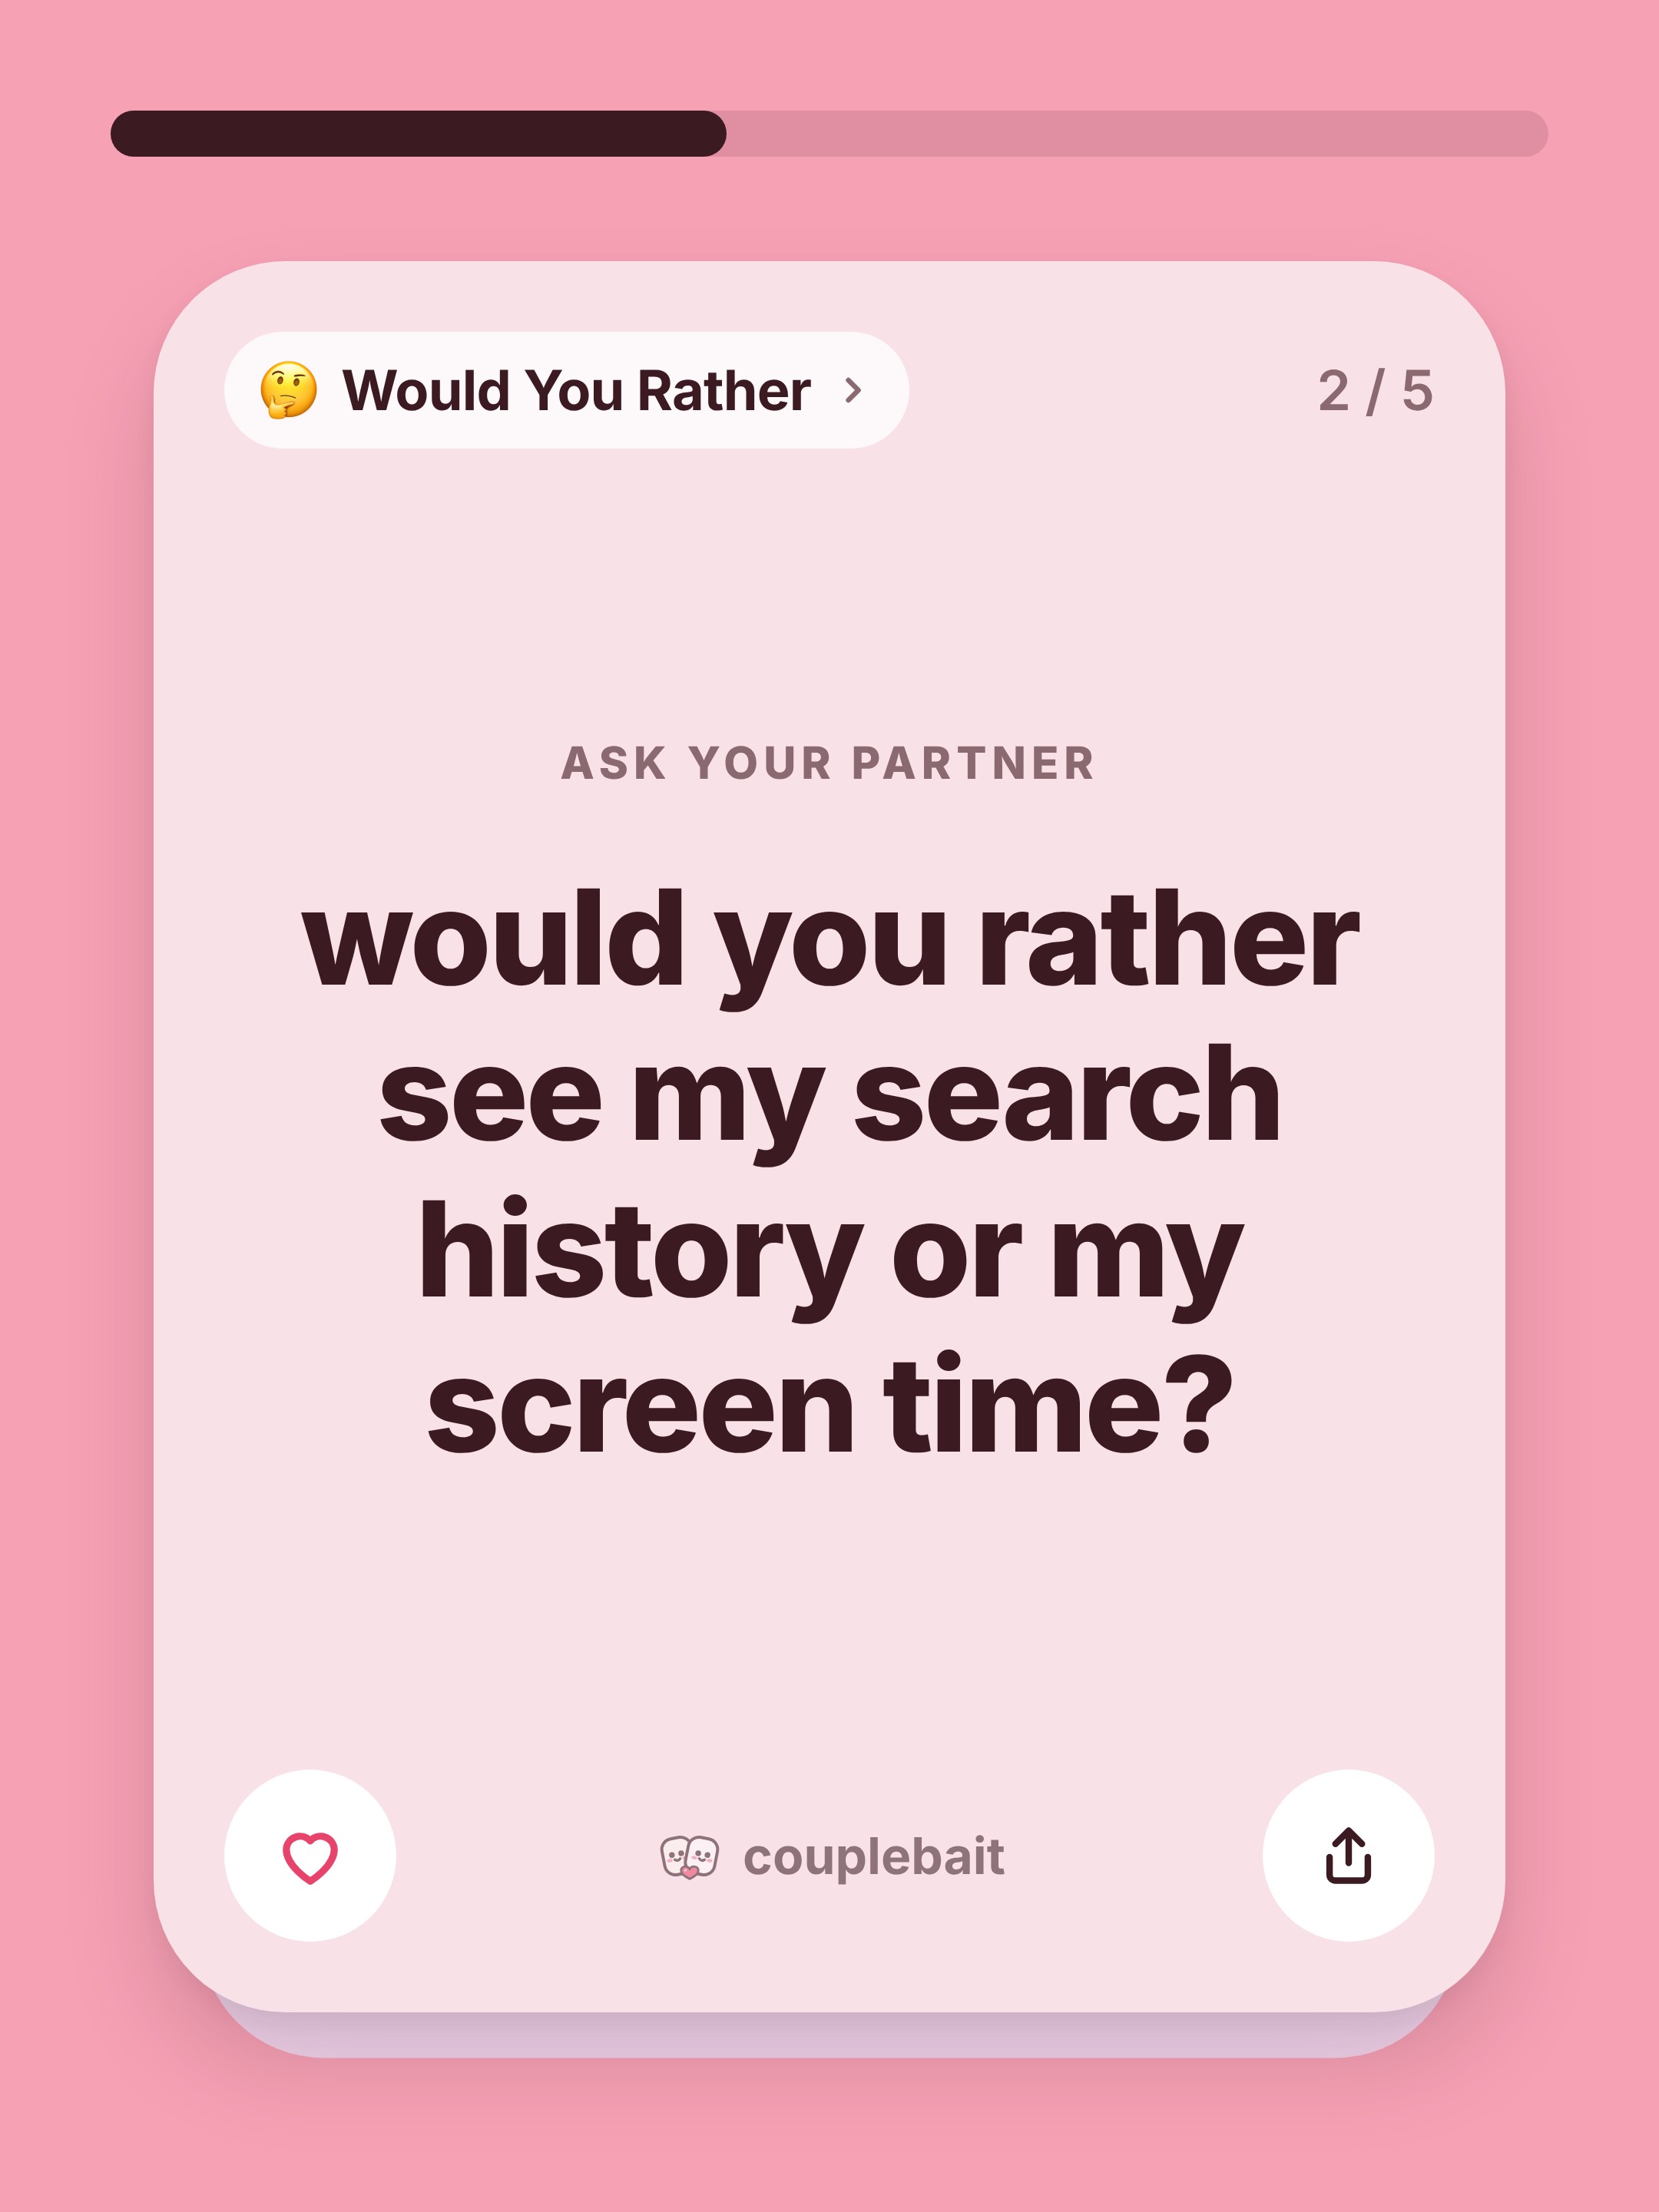 🤔 Would You Rather
2 / 5
ASK YOUR PARTNER
would you rather
see my search
history or my
screen time?
couplebait